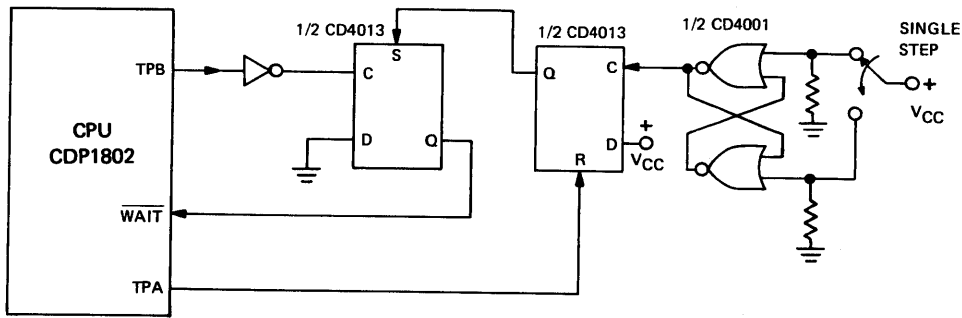 1/2 CD4013
1/2 CD4013
1/2 CD4001
SINGLE
STEP
TPB
C
S
Q
C
+
VCC
CPU
CDP1802
D
Q
D
+
VCC
R
WAIT
TPA